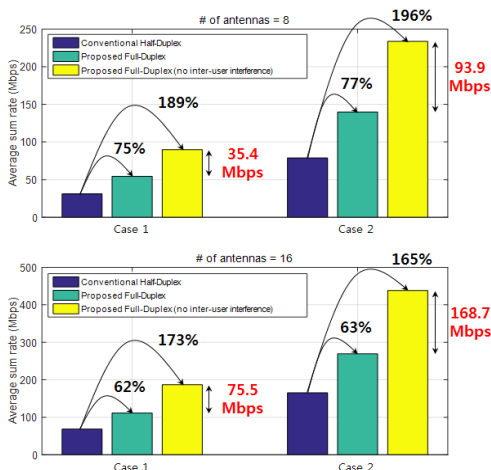 # of antennas = 8
Average sum rate (Mbps)
250
200
150
100
50
0
Conventional Half-Duplex
Proposed Full-Duplex
Proposed Full-Duplex (no inter-user interference)
189%
75%
35.4
Mbps
196%
77%
93.9
Mbps
Case 1
Case 2
# of antennas = 16
Average sum rate (Mbps)
500
400
300
200
100
0
Conventional Half-Duplex
Proposed Full-Duplex
Proposed Full-Duplex (no inter-user interference)
173%
62%
75.5
Mbps
165%
63%
168.7
Mbps
Case 1
Case 2